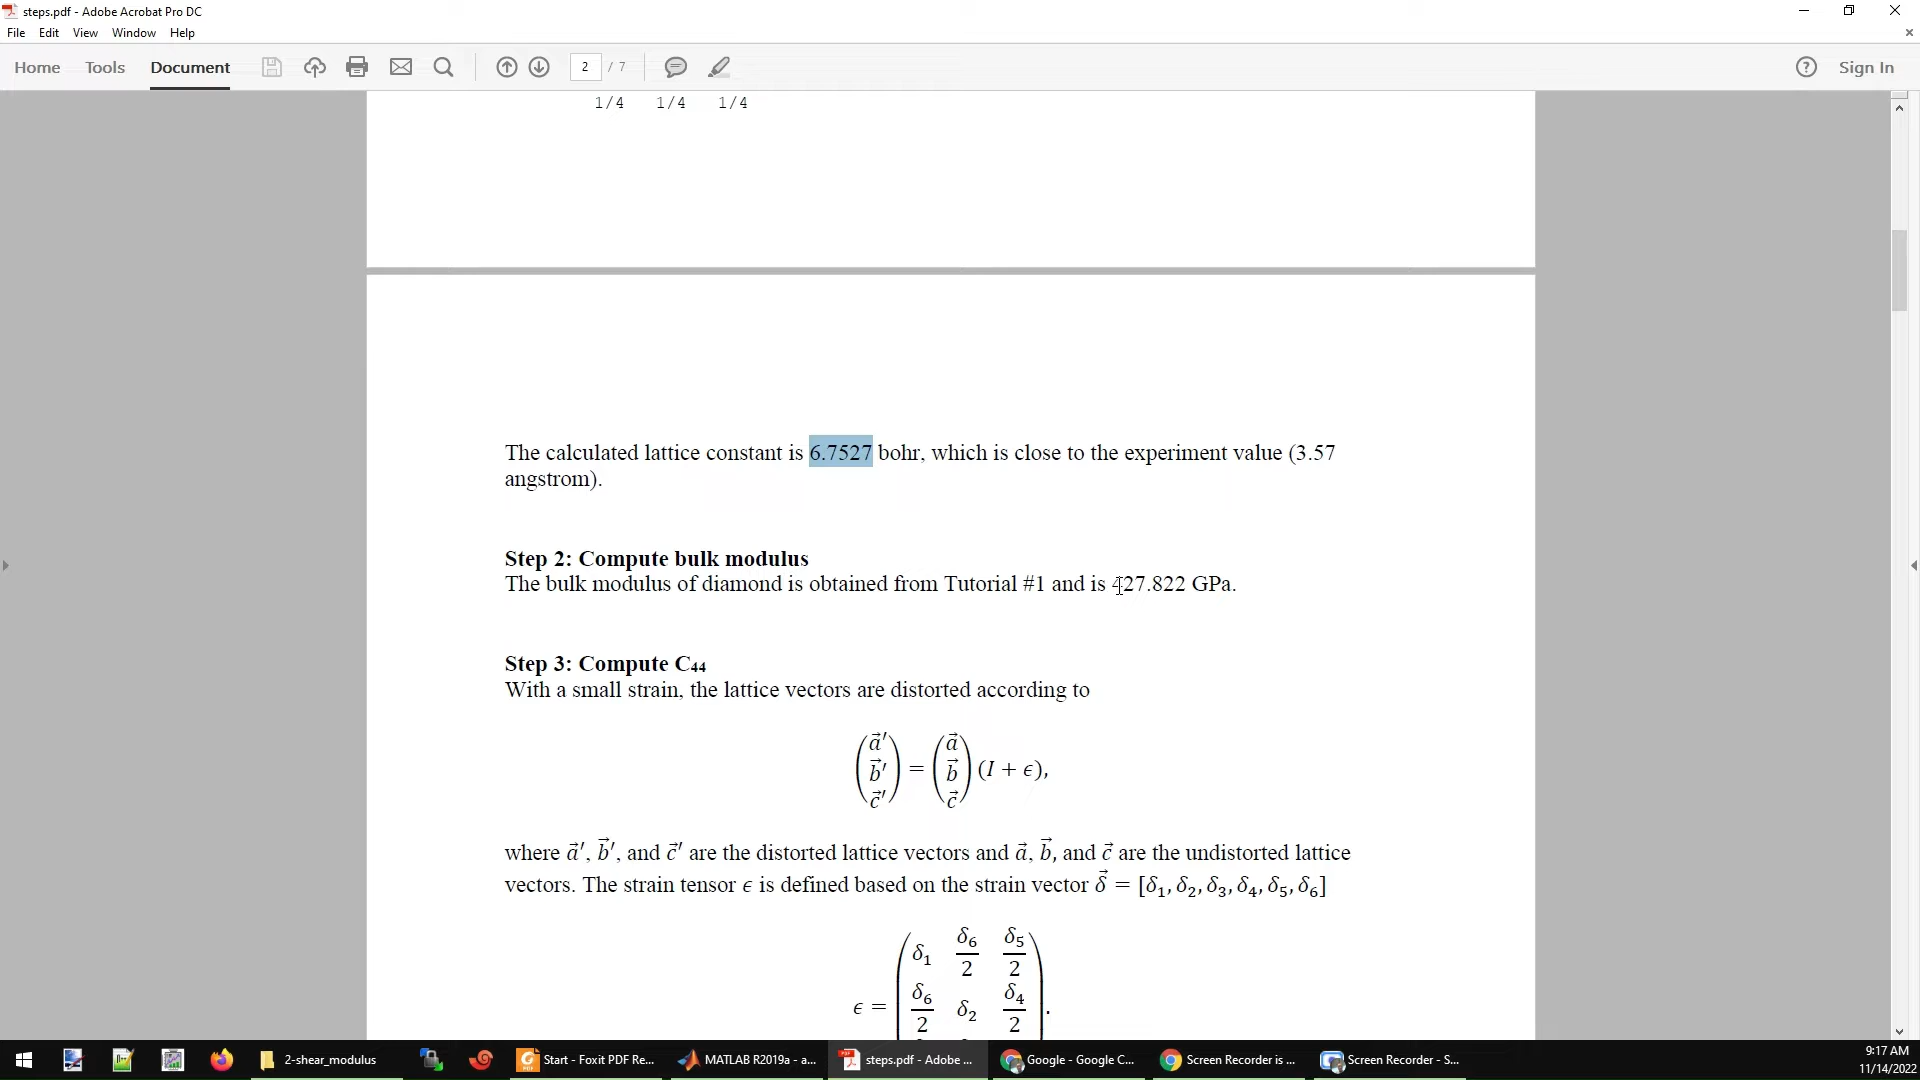 steps.pdf - Adobe Acrobat Pro DC
File Edit View Window Help
Home Tools Document 2 / 7 Sign In
1/4 1/4 1/4
The calculated lattice constant is 6.7527 bohr, which is close to the experiment value (3.57
angstrom).
Step 2: Compute bulk modulus
The bulk modulus of diamond is obtained from Tutorial #1 and is 427.822 GPa.
Step 3: Compute C₄₄
With a small strain, the lattice vectors are distorted according to
(a⃗′ b⃗′ c⃗′) = (a⃗ b⃗ c⃗) (I + ϵ),
where a⃗′, b⃗′, and c⃗′ are the distorted lattice vectors and a⃗, b⃗, and c⃗ are the undistorted lattice
vectors. The strain tensor ϵ is defined based on the strain vector δ⃗ = [δ₁, δ₂, δ₃, δ₄, δ₅, δ₆]
δ₁ δ₆/2 δ₅/2
ϵ = δ₆/2 δ₂ δ₄/2 .
2-shear_modulus Start - Foxit PDF Re... MATLAB R2019a - a... steps.pdf - Adobe ... Google - Google C... Screen Recorder is ... Screen Recorder - S...
9:17 AM
11/14/2022